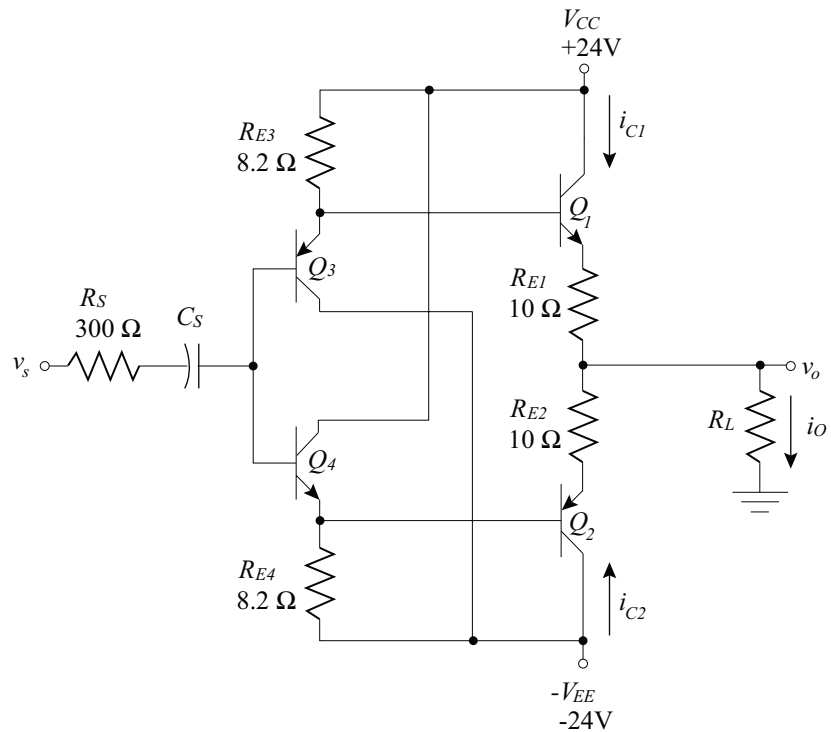 V_CC
+24V
i_C1
R_E3
8.2 Ω
Q_1
Q_3
R_E1
10 Ω
R_S
300 Ω
C_S
v_s
v_o
R_E2
10 Ω
R_L
i_O
Q_4
Q_2
R_E4
8.2 Ω
i_C2
-V_EE
-24V